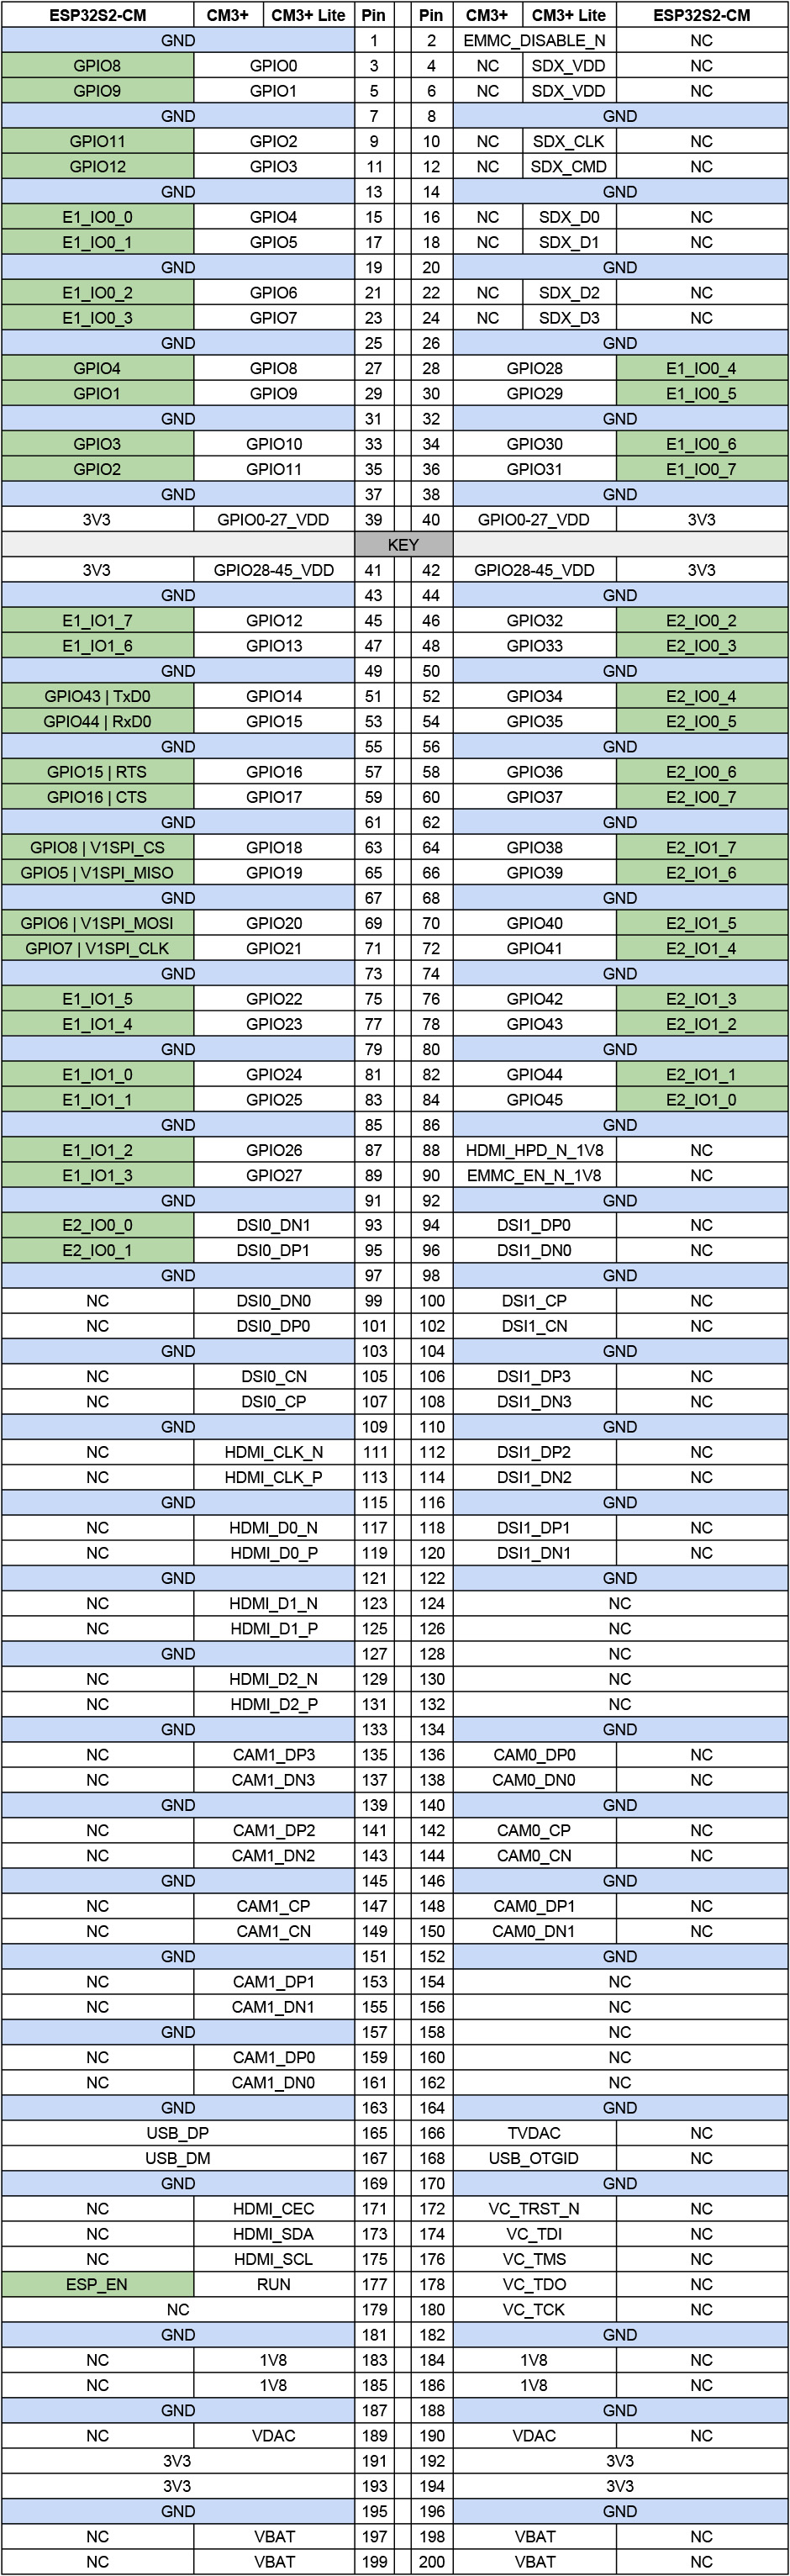 ESP32S2-CM CM3+ CM3+ Lite Pin Pin CM3+ CM3+ Lite ESP32S2-CM
GND 1 2 EMMC_DISABLE_N NC
GPIO8 GPIO0 3 4 NC SDX_VDD NC
GPIO9 GPIO1 5 6 NC SDX_VDD NC
GND 7 8 GND
GPIO11 GPIO2 9 10 NC SDX_CLK NC
GPIO12 GPIO3 11 12 NC SDX_CMD NC
GND 13 14 GND
E1_IO0_0 GPIO4 15 16 NC SDX_D0 NC
E1_IO0_1 GPIO5 17 18 NC SDX_D1 NC
GND 19 20 GND
E1_IO0_2 GPIO6 21 22 NC SDX_D2 NC
E1_IO0_3 GPIO7 23 24 NC SDX_D3 NC
GND 25 26 GND
GPIO4 GPIO8 27 28 GPIO28 E1_IO0_4
GPIO1 GPIO9 29 30 GPIO29 E1_IO0_5
GND 31 32 GND
GPIO3 GPIO10 33 34 GPIO30 E1_IO0_6
GPIO2 GPIO11 35 36 GPIO31 E1_IO0_7
GND 37 38 GND
3V3 GPIO0-27_VDD 39 40 GPIO0-27_VDD 3V3
KEY
3V3 GPIO28-45_VDD 41 42 GPIO28-45_VDD 3V3
GND 43 44 GND
E1_IO1_7 GPIO12 45 46 GPIO32 E2_IO0_2
E1_IO1_6 GPIO13 47 48 GPIO33 E2_IO0_3
GND 49 50 GND
GPIO43 | TxD0 GPIO14 51 52 GPIO34 E2_IO0_4
GPIO44 | RxD0 GPIO15 53 54 GPIO35 E2_IO0_5
GND 55 56 GND
GPIO15 | RTS GPIO16 57 58 GPIO36 E2_IO0_6
GPIO16 | CTS GPIO17 59 60 GPIO37 E2_IO0_7
GND 61 62 GND
GPIO8 | V1SPI_CS GPIO18 63 64 GPIO38 E2_IO1_7
GPIO5 | V1SPI_MISO GPIO19 65 66 GPIO39 E2_IO1_6
GND 67 68 GND
GPIO6 | V1SPI_MOSI GPIO20 69 70 GPIO40 E2_IO1_5
GPIO7 | V1SPI_CLK GPIO21 71 72 GPIO41 E2_IO1_4
GND 73 74 GND
E1_IO1_5 GPIO22 75 76 GPIO42 E2_IO1_3
E1_IO1_4 GPIO23 77 78 GPIO43 E2_IO1_2
GND 79 80 GND
E1_IO1_0 GPIO24 81 82 GPIO44 E2_IO1_1
E1_IO1_1 GPIO25 83 84 GPIO45 E2_IO1_0
GND 85 86 GND
E1_IO1_2 GPIO26 87 88 HDMI_HPD_N_1V8 NC
E1_IO1_3 GPIO27 89 90 EMMC_EN_N_1V8 NC
GND 91 92 GND
E2_IO0_0 DSI0_DN1 93 94 DSI1_DP0 NC
E2_IO0_1 DSI0_DP1 95 96 DSI1_DN0 NC
GND 97 98 GND
NC DSI0_DN0 99 100 DSI1_CP NC
NC DSI0_DP0 101 102 DSI1_CN NC
GND 103 104 GND
NC DSI0_CN 105 106 DSI1_DP3 NC
NC DSI0_CP 107 108 DSI1_DN3 NC
GND 109 110 GND
NC HDMI_CLK_N 111 112 DSI1_DP2 NC
NC HDMI_CLK_P 113 114 DSI1_DN2 NC
GND 115 116 GND
NC HDMI_D0_N 117 118 DSI1_DP1 NC
NC HDMI_D0_P 119 120 DSI1_DN1 NC
GND 121 122 GND
NC HDMI_D1_N 123 124 NC
NC HDMI_D1_P 125 126 NC
GND 127 128 NC
NC HDMI_D2_N 129 130 NC
NC HDMI_D2_P 131 132 NC
GND 133 134 GND
NC CAM1_DP3 135 136 CAM0_DP0 NC
NC CAM1_DN3 137 138 CAM0_DN0 NC
GND 139 140 GND
NC CAM1_DP2 141 142 CAM0_CP NC
NC CAM1_DN2 143 144 CAM0_CN NC
GND 145 146 GND
NC CAM1_CP 147 148 CAM0_DP1 NC
NC CAM1_CN 149 150 CAM0_DN1 NC
GND 151 152 GND
NC CAM1_DP1 153 154 NC
NC CAM1_DN1 155 156 NC
GND 157 158 NC
NC CAM1_DP0 159 160 NC
NC CAM1_DN0 161 162 NC
GND 163 164 GND
USB_DP 165 166 TVDAC NC
USB_DM 167 168 USB_OTGID NC
GND 169 170 GND
NC HDMI_CEC 171 172 VC_TRST_N NC
NC HDMI_SDA 173 174 VC_TDI NC
NC HDMI_SCL 175 176 VC_TMS NC
ESP_EN RUN 177 178 VC_TDO NC
NC 179 180 VC_TCK NC
GND 181 182 GND
NC 1V8 183 184 1V8 NC
NC 1V8 185 186 1V8 NC
GND 187 188 GND
NC VDAC 189 190 VDAC NC
3V3 191 192 3V3
3V3 193 194 3V3
GND 195 196 GND
NC VBAT 197 198 VBAT NC
NC VBAT 199 200 VBAT NC